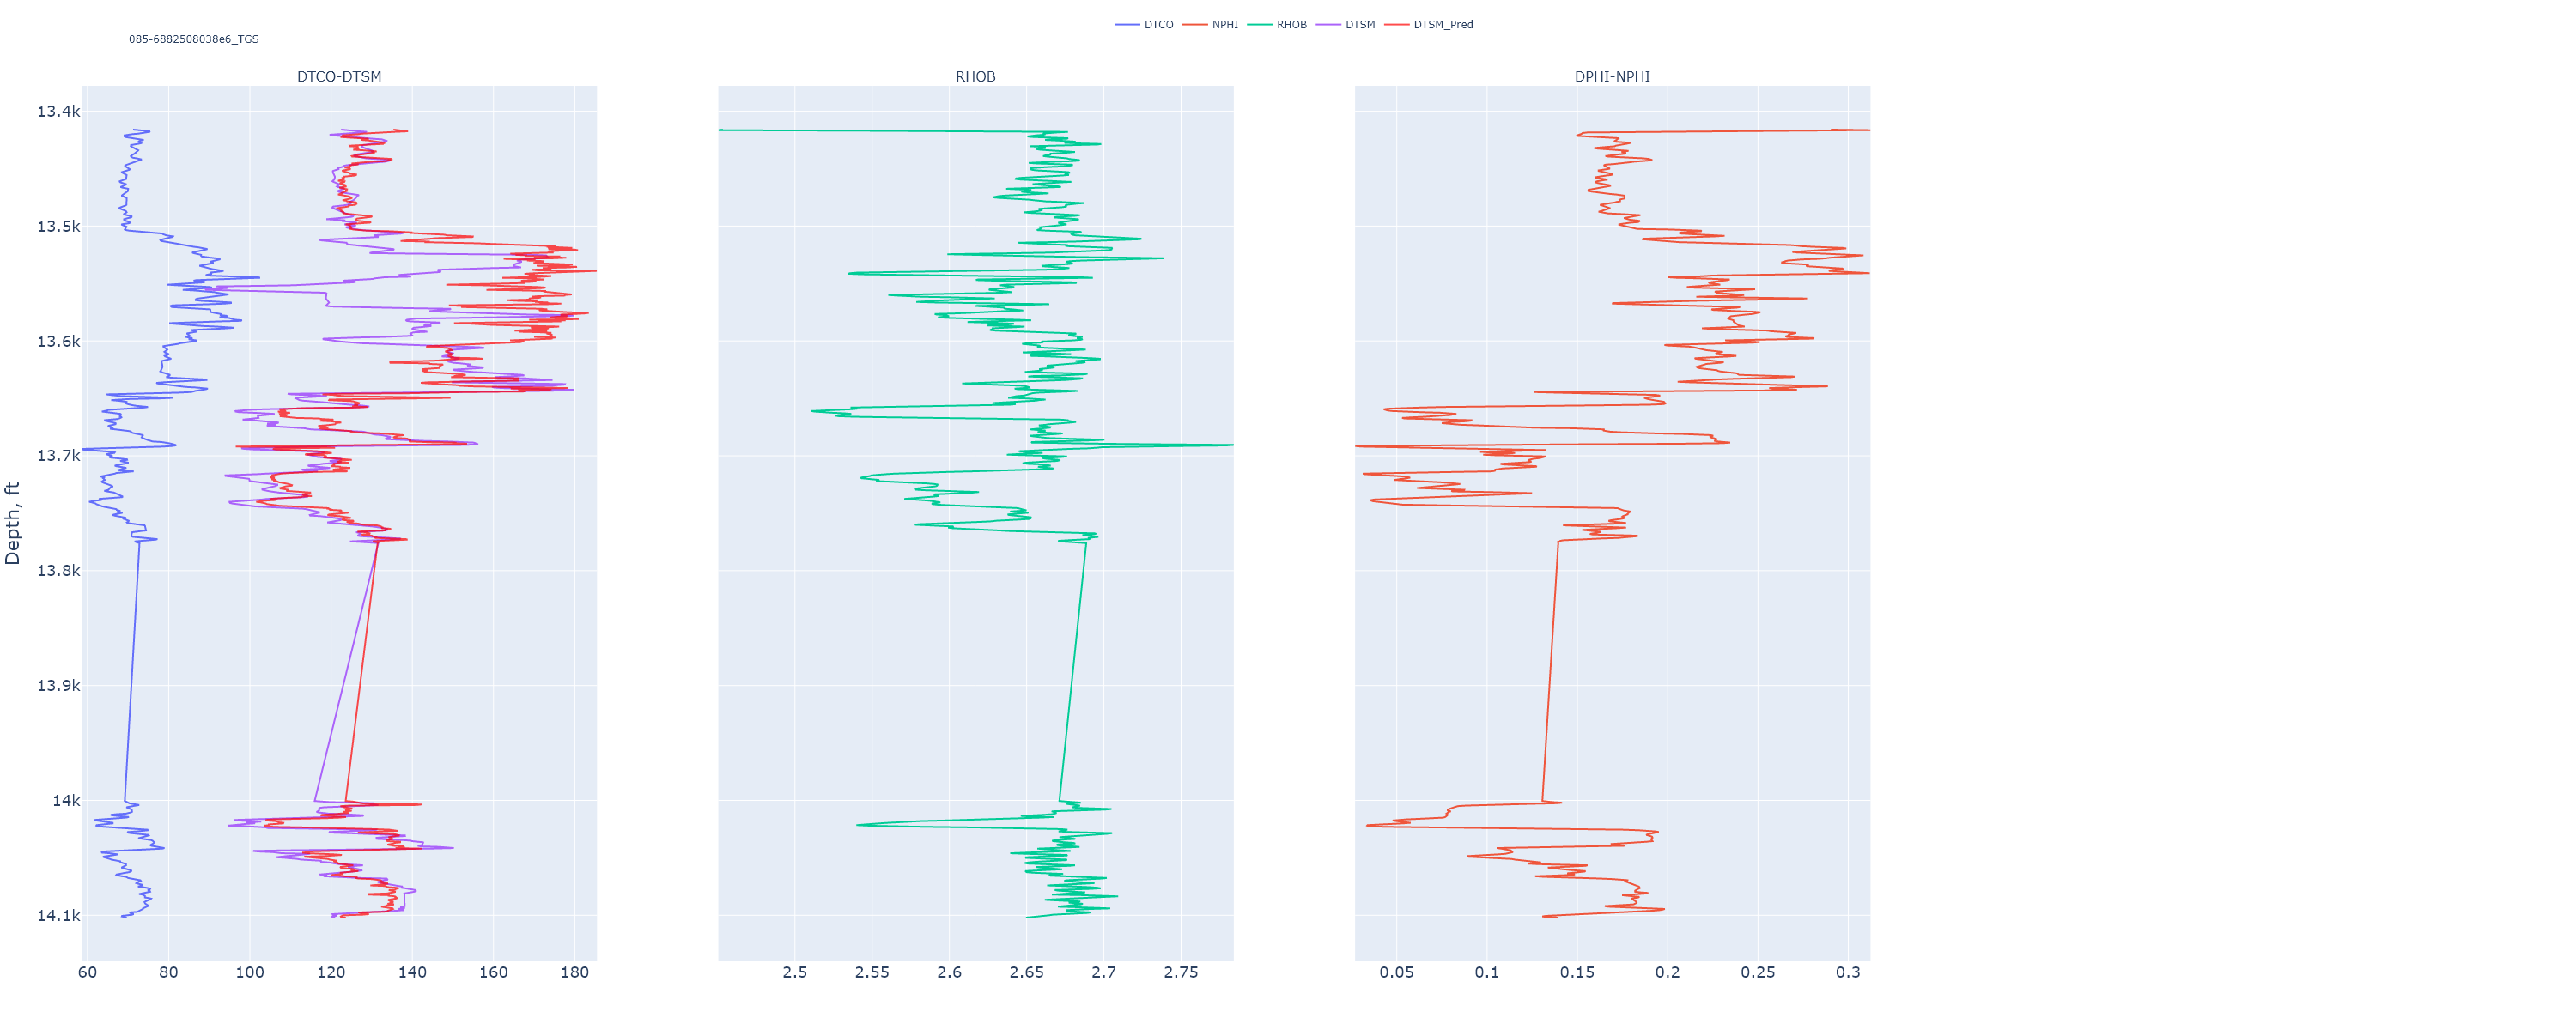 DTCO NPHI RHOB DTSM DTSM_Pred
085-6882508038e6_TGS
DTCO-DTSM RHOB DPHI-NPHI
13.4k
13.5k
13.6k
13.7k
13.8k
13.9k
14k
14.1k
Depth, ft
60 80 100 120 140 160 180 2.5 2.55 2.6 2.65 2.7 2.75 0.05 0.1 0.15 0.2 0.25 0.3